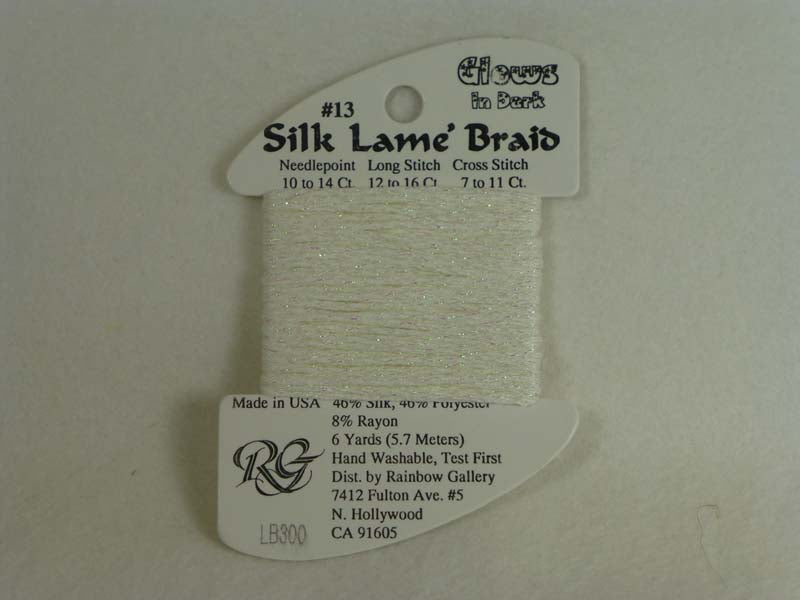 Glows
in Dark
#13
Silk Lame' Braid
Needlepoint Long Stitch Cross Stitch
10 to 14 Ct. 12 to 16 Ct. 7 to 11 Ct.
Made in USA 46% Silk, 46% Polyester
8% Rayon
6 Yards (5.7 Meters)
Hand Washable, Test First
Dist. by Rainbow Gallery
7412 Fulton Ave. #5
N. Hollywood
CA 91605
RG
LB300